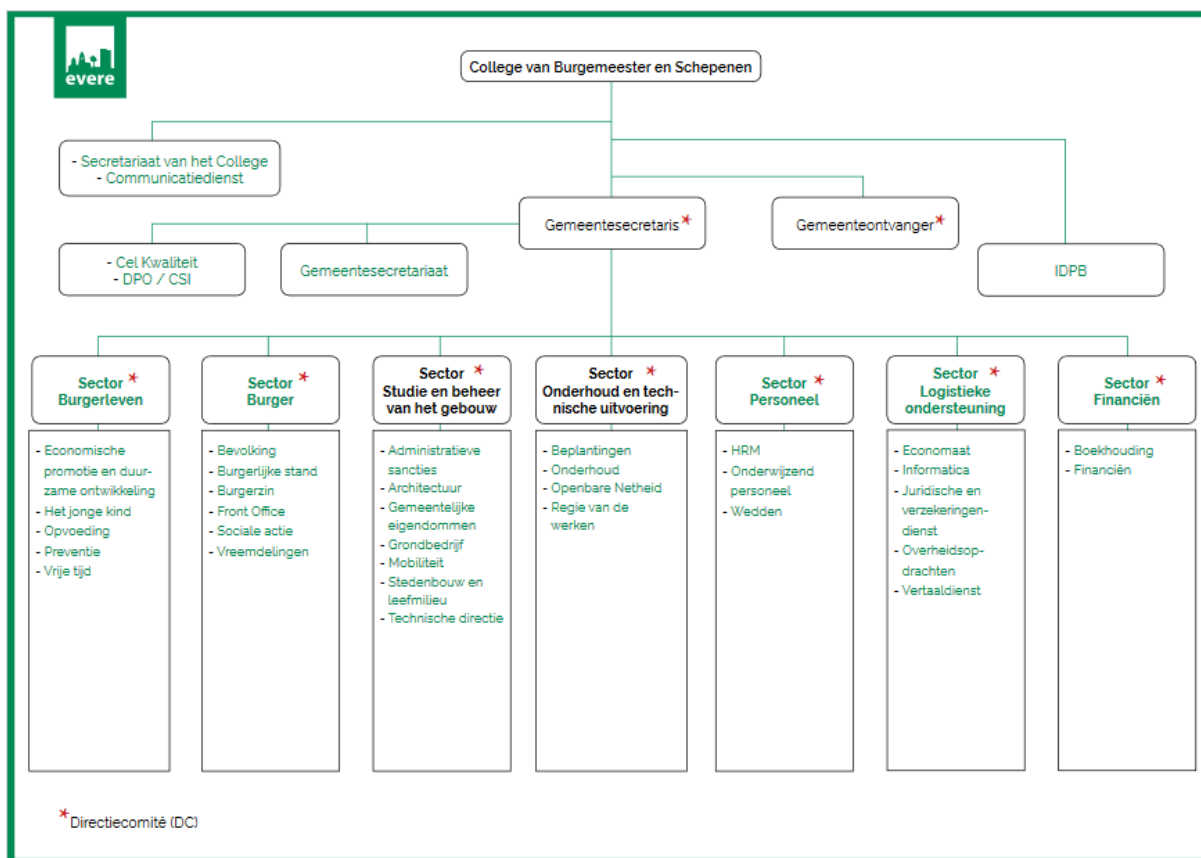 evere
College van Burgemeester en Schepenen
- Secretariaat van het College
- Communicatiedienst
Gemeentesecretaris*
Gemeenteontvanger*
- Cel Kwaliteit
- DPO / CSI
Gemeentesecretariaat
IDPB
Sector *
Burgerleven
- Economische
promotie en duur-
zame ontwikkeling
- Het jonge kind
- Opvoeding
- Preventie
- Vrije tijd
Sector *
Burger
- Bevolking
- Burgerlijke stand
- Burgerzin
- Front Office
- Sociale actie
- Vreemdelingen
Sector *
Studie en beheer
van het gebouw
- Administratieve
sancties
- Architectuur
- Gemeentelijke
eigendommen
- Grondbedrijf
- Mobiliteit
- Stedenbouw en
leefmilieu
- Technische directie
Sector *
Onderhoud en tech-
nische uitvoering
- Beplantingen
- Onderhoud
- Openbare Netheid
- Regie van de
werken
Sector *
Personeel
- HRM
- Onderwijzend
personeel
- Wedden
Sector *
Logistieke
ondersteuning
- Economaat
- Informatica
- Juridische en
verzekeringen-
dienst
- Overheidsop-
drachten
- Vertaaldienst
Sector *
Financiën
- Boekhouding
- Financiën
*Directiecomité (DC)